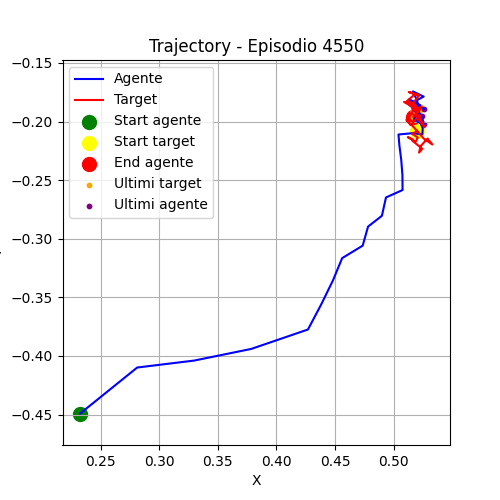 Trajectory - Episodio 4550
−0.15
−0.20
−0.25
−0.30
−0.35
−0.40
−0.45
Agente
Target
Start agente
Start target
End agente
Ultimi target
Ultimi agente
0.25 0.30 0.35 0.40 0.45 0.50
X